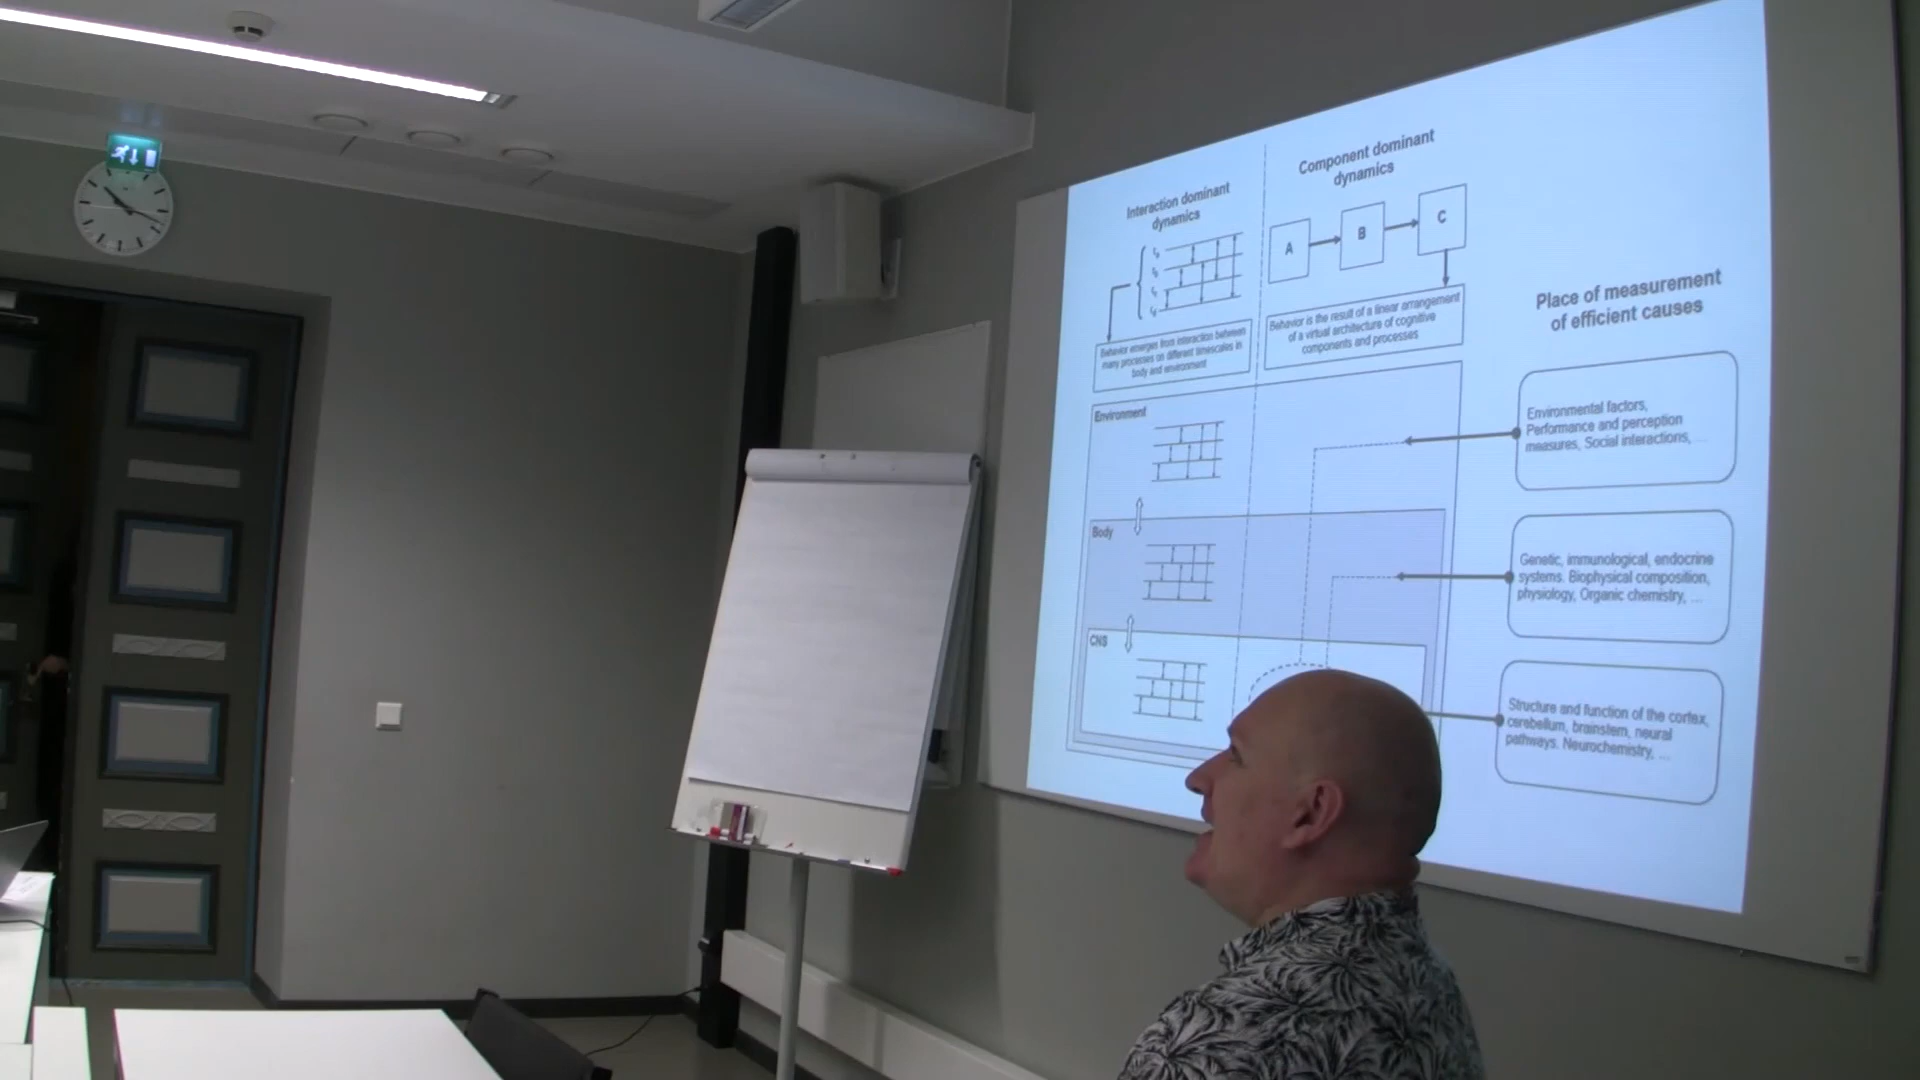 Interaction dominant
dynamics
Component dominant
dynamics
A
B
C
Behavior emerges from interaction between
many processes on different timescales in
body and environment
Behavior is the result of a linear arrangement
of a virtual architecture of cognitive
components and processes
Place of measurement
of efficient causes
Environment
Environmental factors,
Performance and perception
measures, Social interactions, ...
Body
Genetic, immunological, endocrine
systems. Biophysical composition,
physiology, Organic chemistry, ...
CNS
Structure and function of the cortex,
cerebellum, brainstem, neural
pathways. Neurochemistry, ...